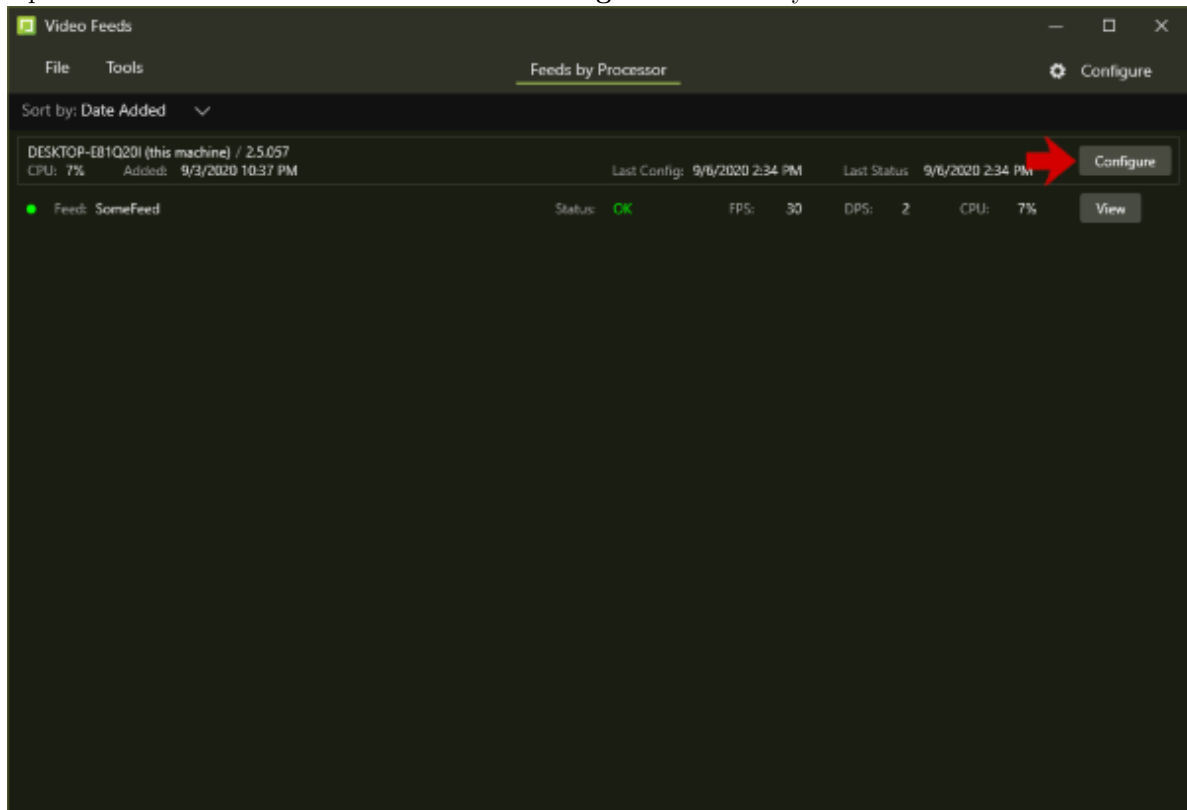 Video Feeds
File Tools Feeds by Processor Configure
Sort by: Date Added
DESKTOP-E81Q20I (this machine) / 2.5.057
CPU: 7% Added: 9/3/2020 10:37 PM Last Config: 9/6/2020 2:34 PM Last Status 9/6/2020 2:34 PM Configure
Feed: SomeFeed Status: OK FPS: 30 DPS: 2 CPU: 7% View